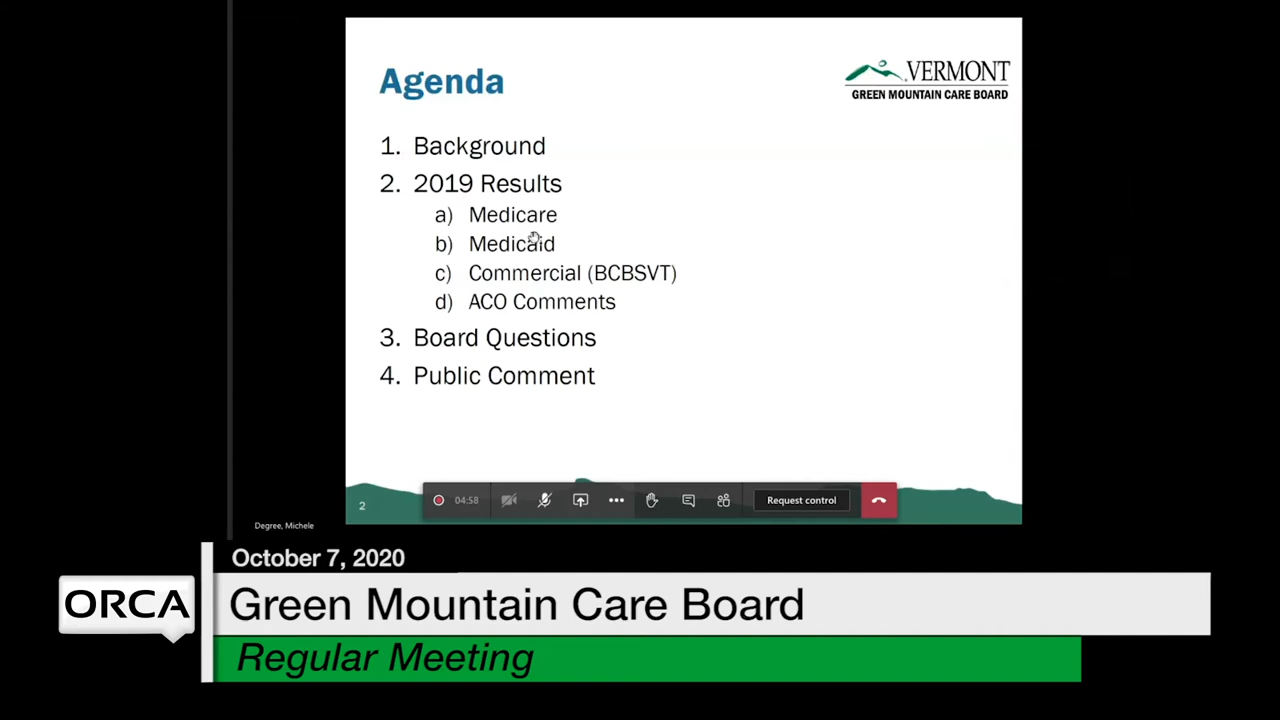 Agenda
VERMONT
GREEN MOUNTAIN CARE BOARD
1. Background
2. 2019 Results
a) Medicare
b) Medicaid
c) Commercial (BCBSVT)
d) ACO Comments
3. Board Questions
4. Public Comment
2
04:58
Request control
Degree, Michele
October 7, 2020
ORCA
Green Mountain Care Board
Regular Meeting